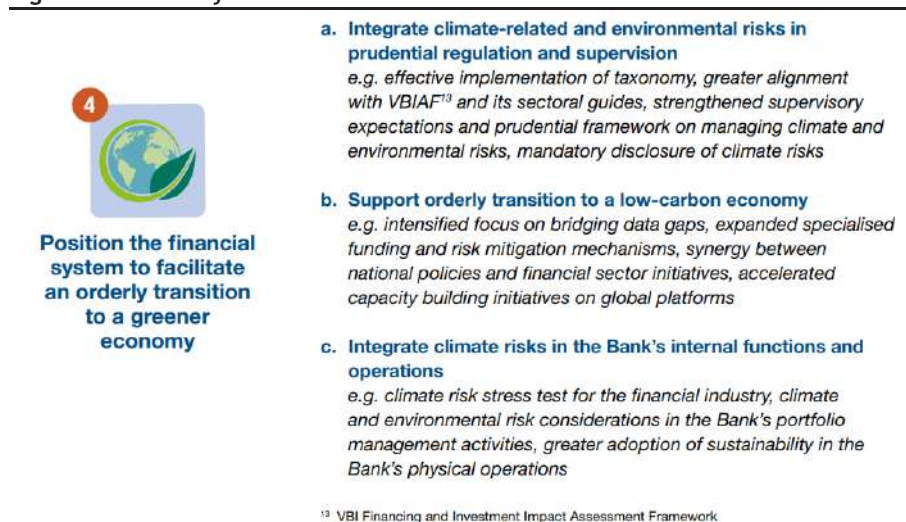 a. Integrate climate-related and environmental risks in
prudential regulation and supervision
e.g. effective implementation of taxonomy, greater alignment
with VBIAF¹³ and its sectoral guides, strengthened supervisory
expectations and prudential framework on managing climate and
environmental risks, mandatory disclosure of climate risks
4
Position the financial
system to facilitate
an orderly transition
to a greener
economy
b. Support orderly transition to a low-carbon economy
e.g. intensified focus on bridging data gaps, expanded specialised
funding and risk mitigation mechanisms, synergy between
national policies and financial sector initiatives, accelerated
capacity building initiatives on global platforms
c. Integrate climate risks in the Bank's internal functions and
operations
e.g. climate risk stress test for the financial industry, climate
and environmental risk considerations in the Bank's portfolio
management activities, greater adoption of sustainability in the
Bank's physical operations
¹³ VBI Financing and Investment Impact Assessment Framework